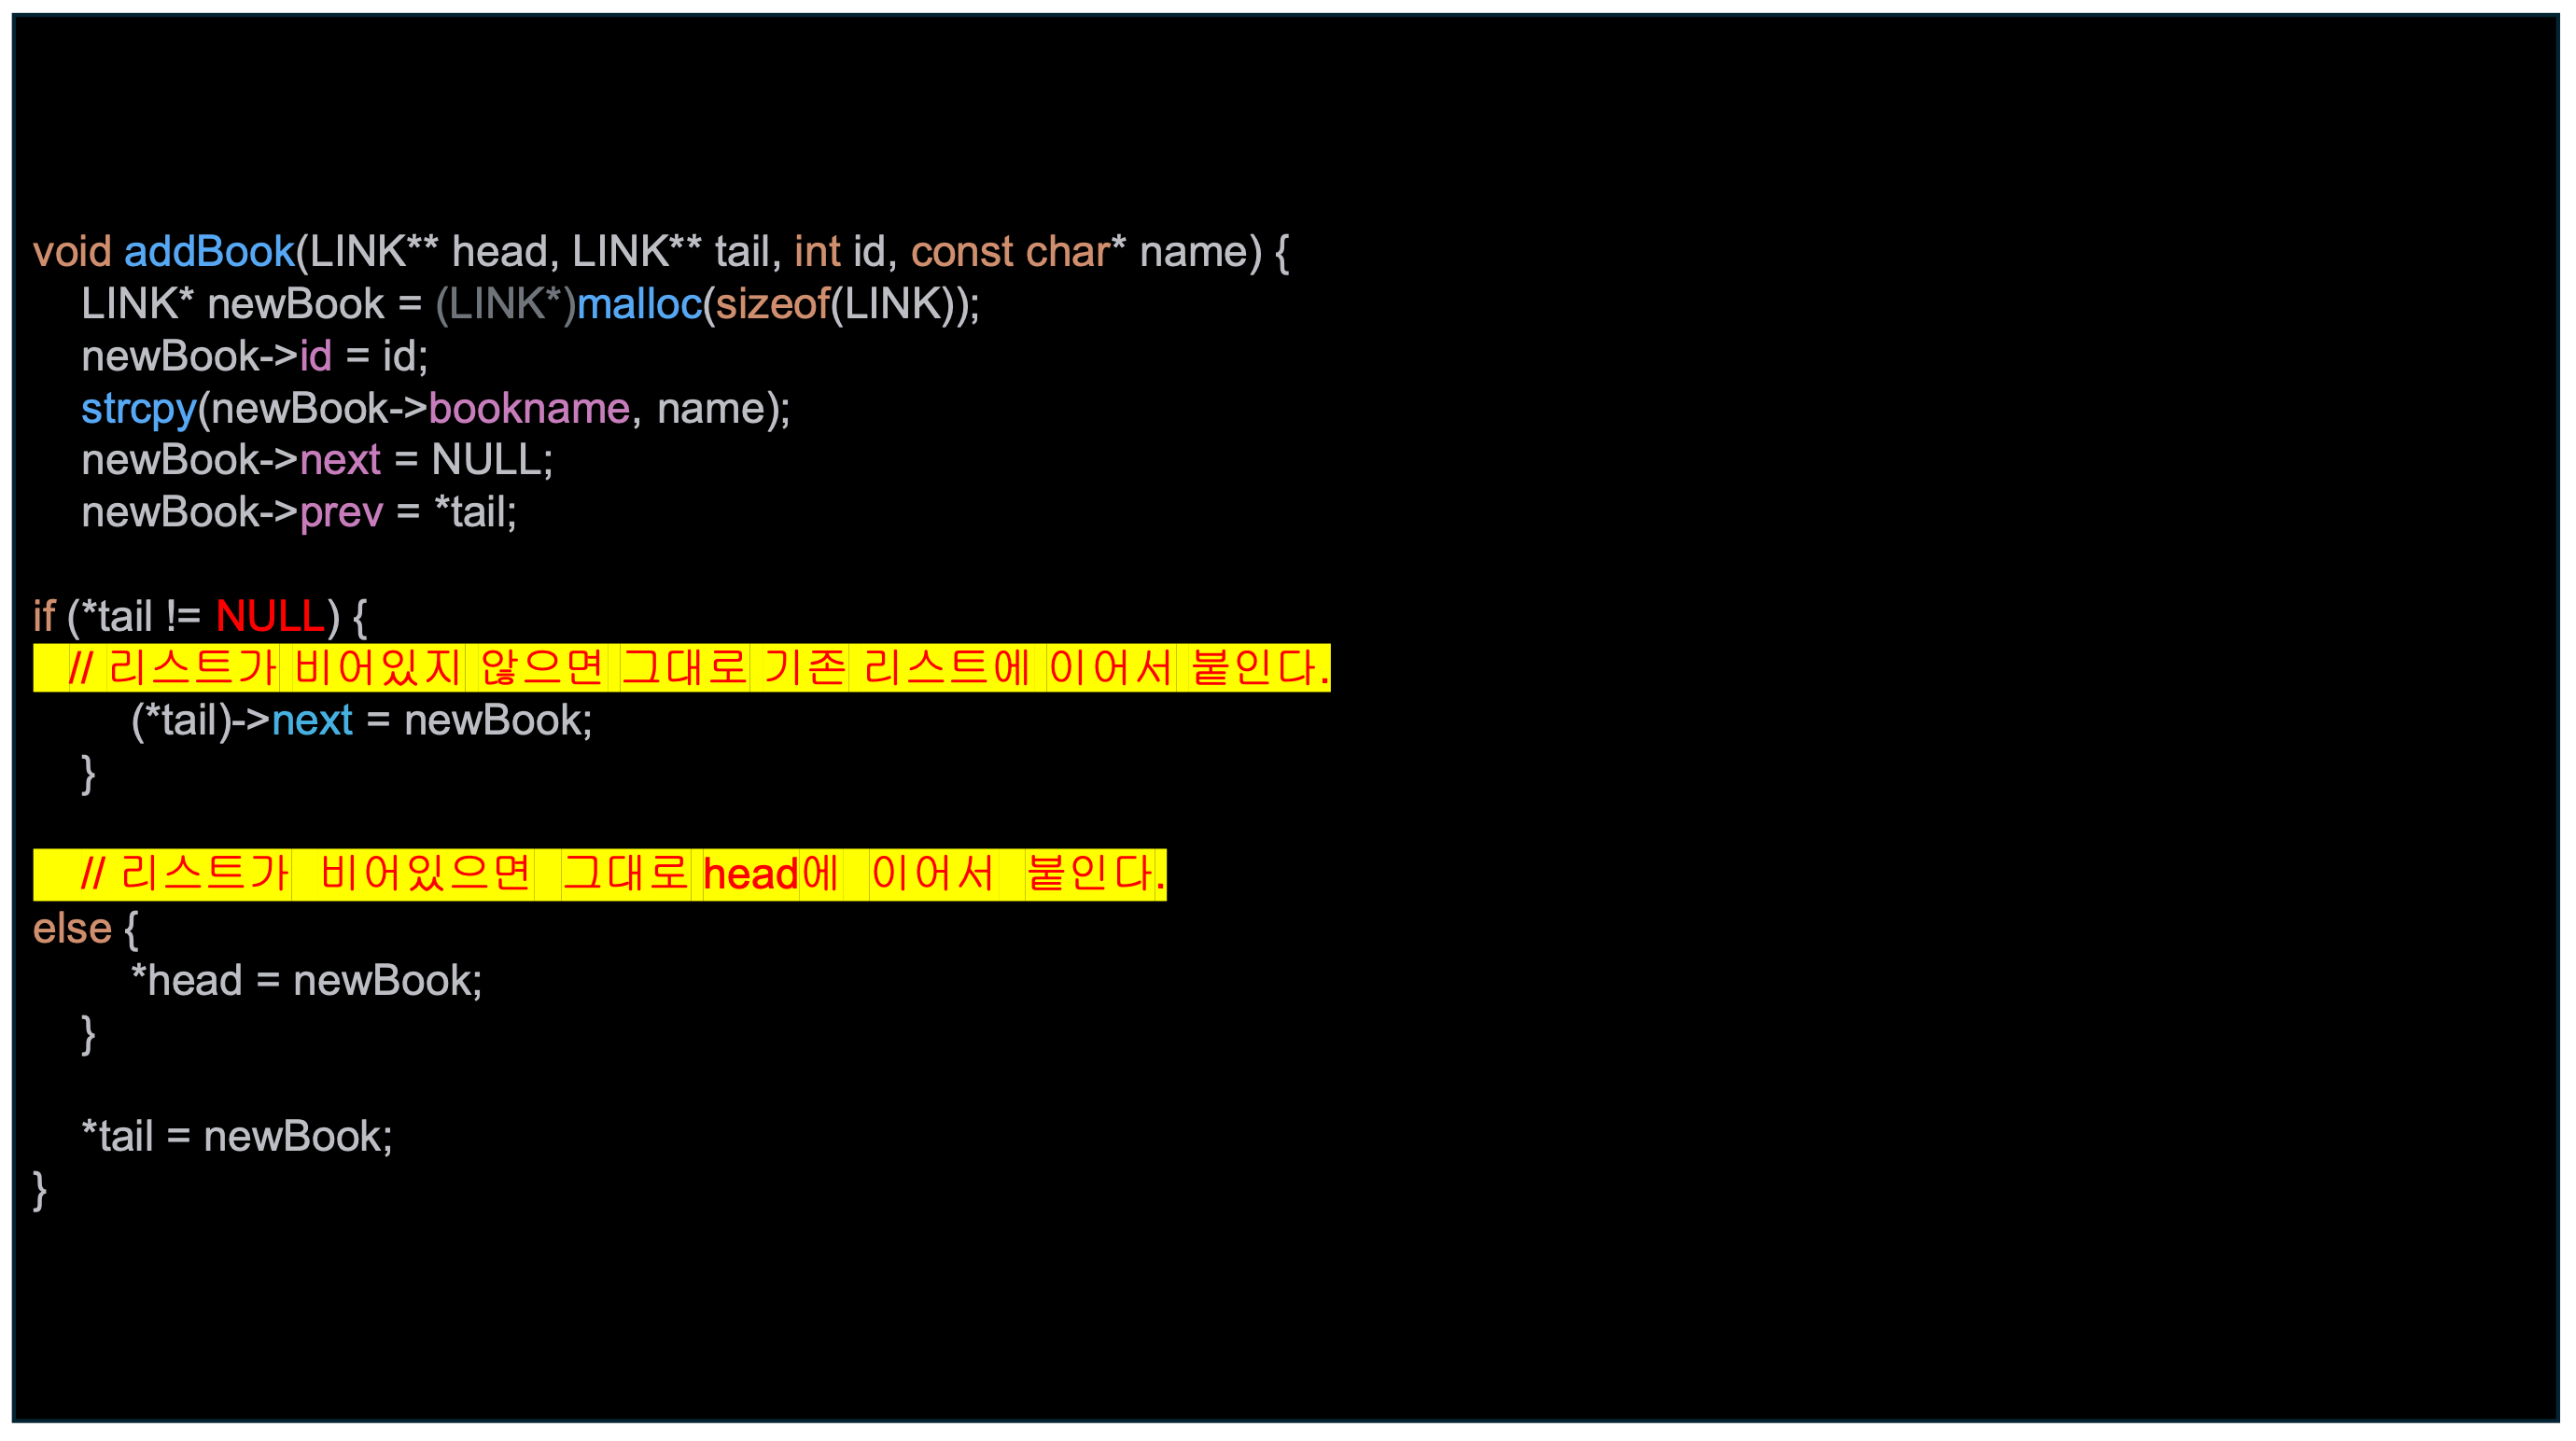 void addBook(LINK** head, LINK** tail, int id, const char* name) {
LINK* newBook = (LINK*)malloc(sizeof(LINK));
newBook->id = id;
strcpy(newBook->bookname, name);
newBook->next = NULL;
newBook->prev = *tail;
if (*tail != NULL) {
// 리스트가 비어있지 않으면 그대로 기존 리스트에 이어서 붙인다.
(*tail)->next = newBook;
}
// 리스트가 비어있으면 그대로 head에 이어서 붙인다.
else {
*head = newBook;
}
*tail = newBook;
}